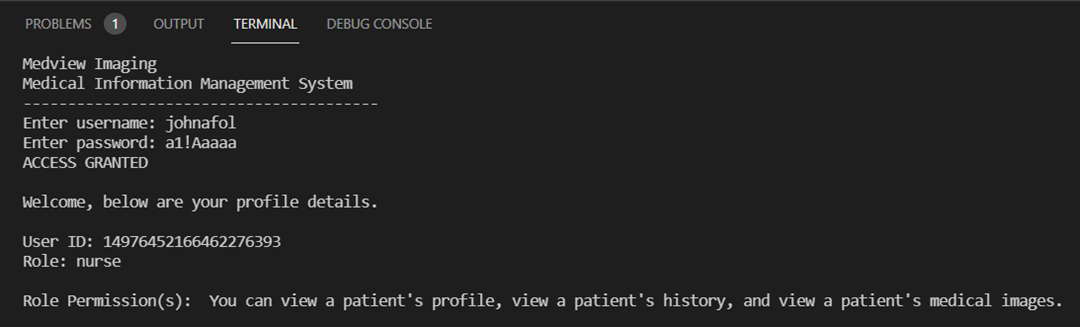 PROBLEMS 1 OUTPUT TERMINAL DEBUG CONSOLE
Medview Imaging
Medical Information Management System
----------------------------------------
Enter username: johnafol
Enter password: a1!Aaaaa
ACCESS GRANTED
Welcome, below are your profile details.
User ID: 14976452166462276393
Role: nurse
Role Permission(s):  You can view a patient's profile, view a patient's history, and view a patient's medical images.